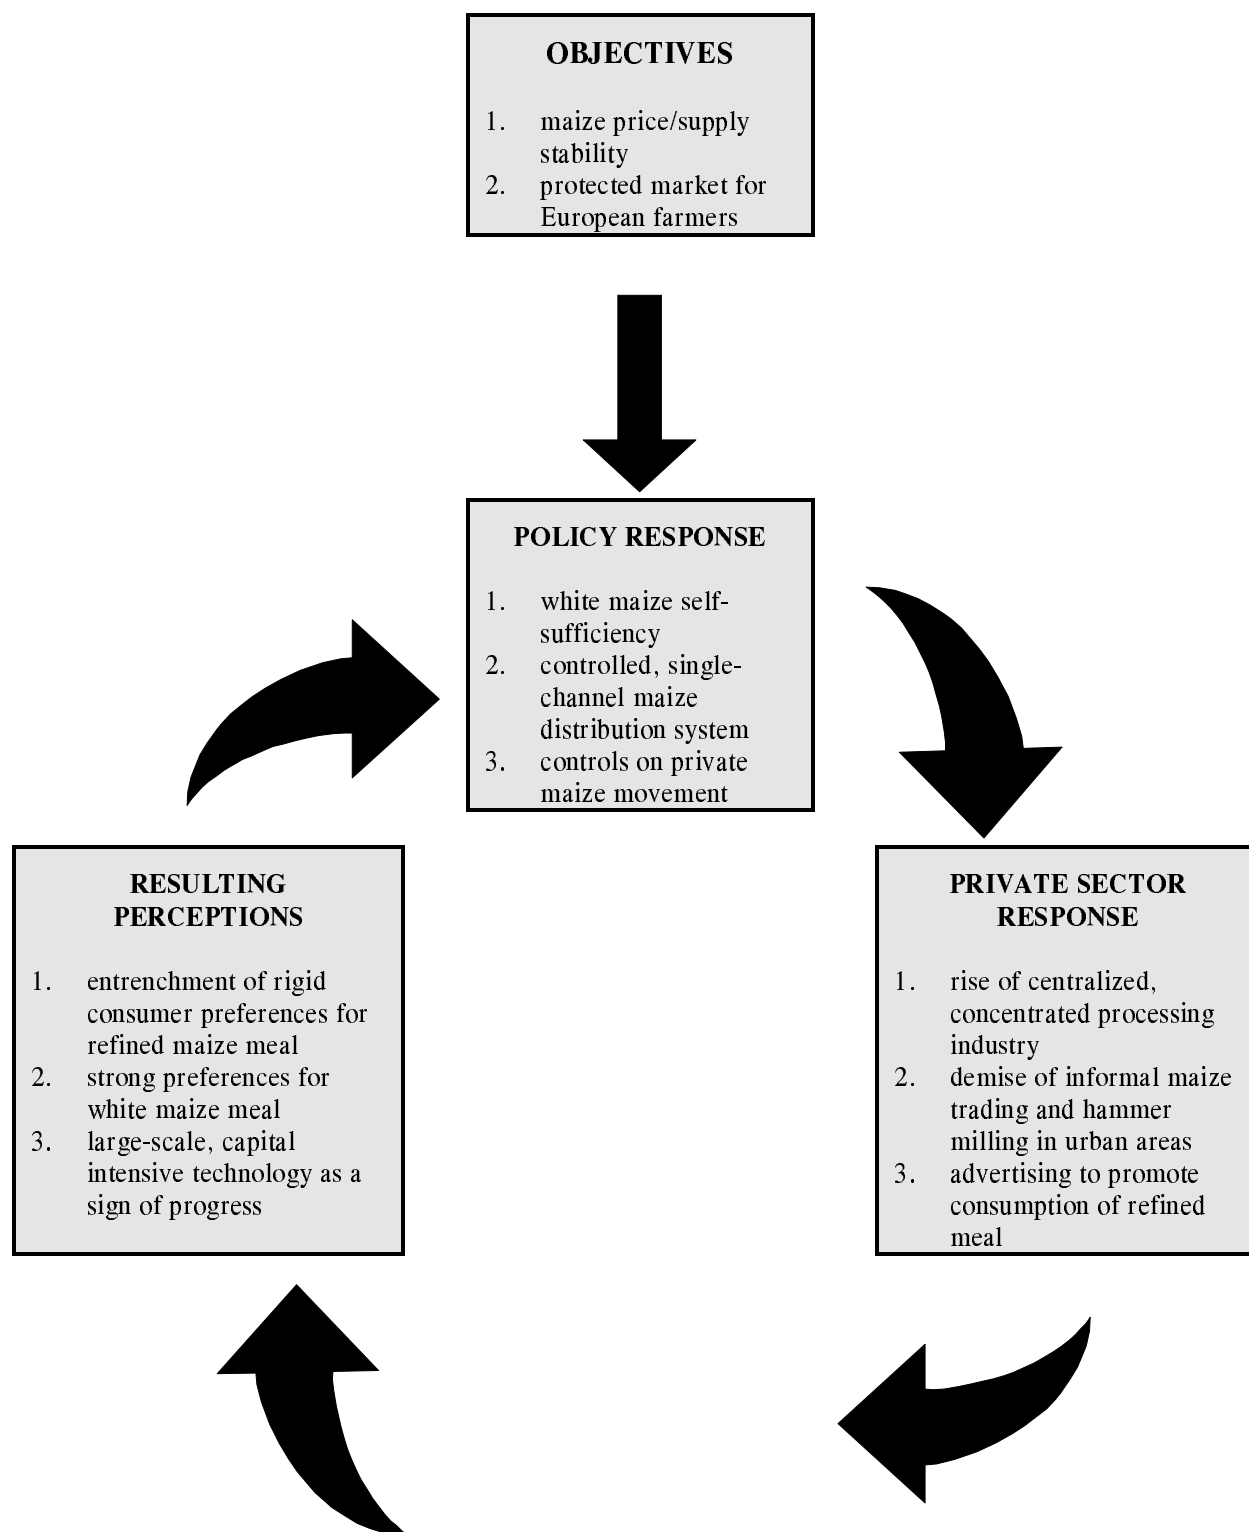 OBJECTIVES
1. maize price/supply
stability
2. protected market for
European farmers
POLICY RESPONSE
1. white maize self-
sufficiency
2. controlled, single-
channel maize
distribution system
3. controls on private
maize movement
RESULTING
PERCEPTIONS
1. entrenchment of rigid
consumer preferences for
refined maize meal
2. strong preferences for
white maize meal
3. large-scale, capital
intensive technology as a
sign of progress
PRIVATE SECTOR
RESPONSE
1. rise of centralized,
concentrated processing
industry
2. demise of informal maize
trading and hammer
milling in urban areas
3. advertising to promote
consumption of refined
meal